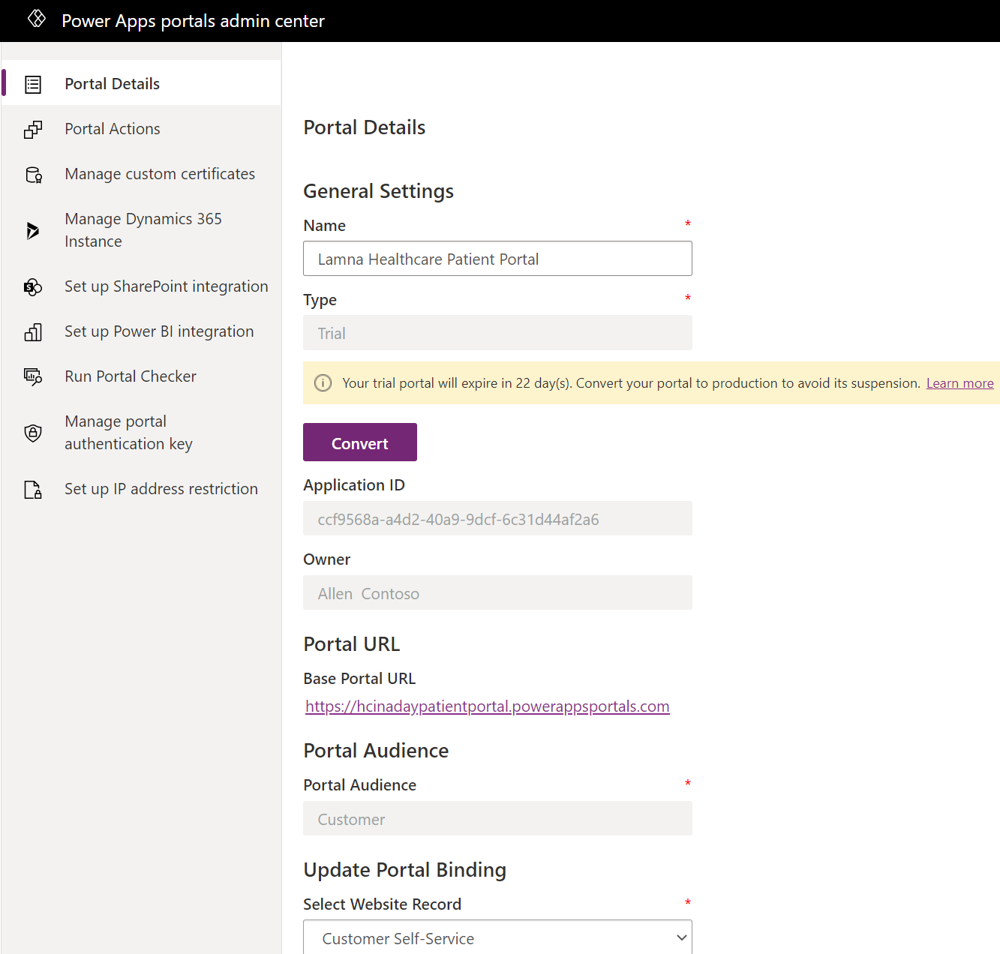 Power Apps portals admin center
Portal Details
Portal Actions
Manage custom certificates
Manage Dynamics 365
Instance
Set up SharePoint integration
Set up Power BI integration
Run Portal Checker
Manage portal
authentication key
Set up IP address restriction
Portal Details
General Settings
Name *
Lamna Healthcare Patient Portal
Type *
Trial
Your trial portal will expire in 22 day(s). Convert your portal to production to avoid its suspension. Learn more
Convert
Application ID
ccf9568a-a4d2-40a9-9dcf-6c31d44af2a6
Owner
Allen  Contoso
Portal URL
Base Portal URL
https://hcinadaypatientportal.powerappsportals.com
Portal Audience
Portal Audience *
Customer
Update Portal Binding
Select Website Record *
Customer Self-Service